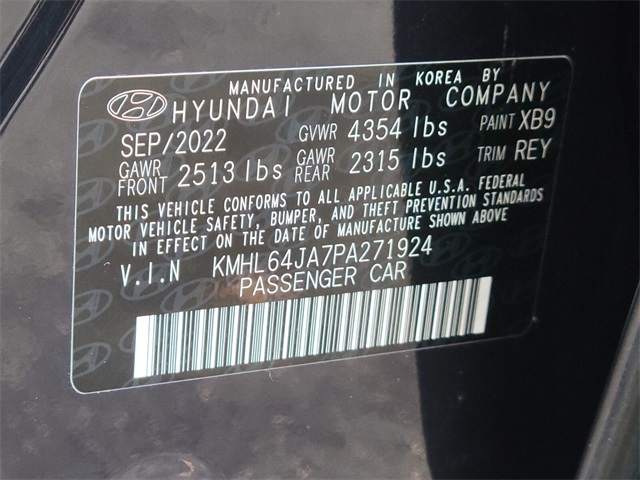 MANUFACTURED IN KOREA BY
HYUNDAI MOTOR COMPANY
SEP/2022 GVWR 4354 lbs PAINT XB9
GAWR FRONT 2513 lbs GAWR REAR 2315 lbs TRIM REY
THIS VEHICLE CONFORMS TO ALL APPLICABLE U.S.A. FEDERAL
MOTOR VEHICLE SAFETY, BUMPER, AND THEFT PREVENTION STANDARDS
IN EFFECT ON THE DATE OF MANUFACTURE SHOWN ABOVE
V.I.N KMHL64JA7PA271924
PASSENGER CAR